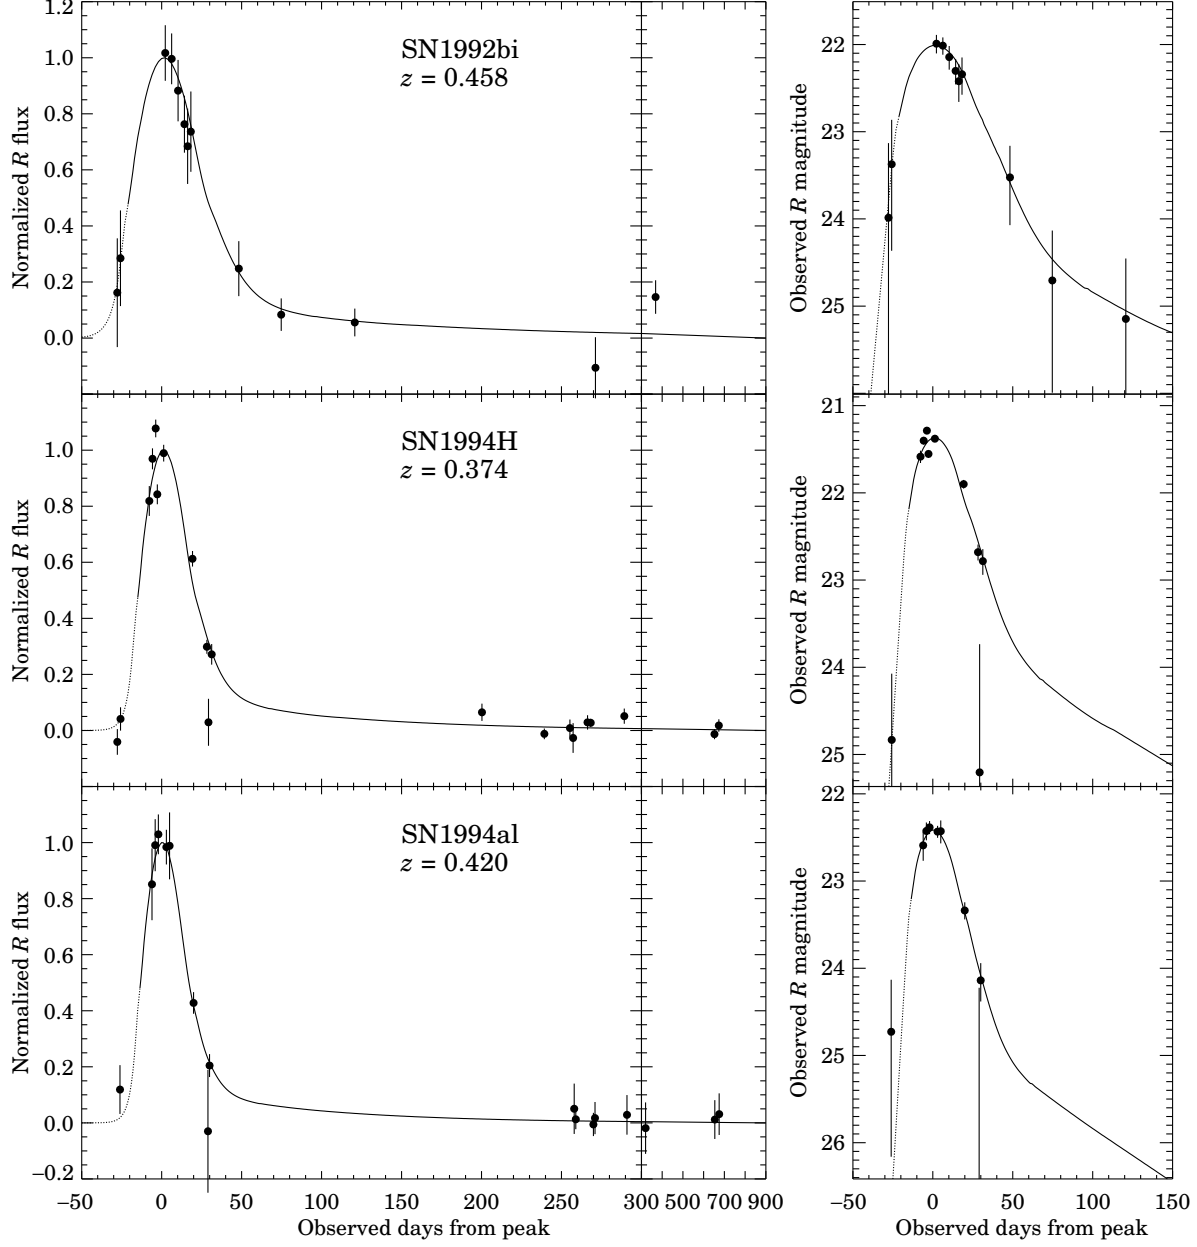 1.2
1.0
0.8
0.6
0.4
0.2
0.0
Normalized R flux
SN1992bi
z = 0.458
22
23
24
25
Observed R magnitude
1.0
0.8
0.6
0.4
0.2
0.0
Normalized R flux
SN1994H
z = 0.374
21
22
23
24
25
Observed R magnitude
1.0
0.8
0.6
0.4
0.2
0.0
−0.2
Normalized R flux
SN1994al
z = 0.420
22
23
24
25
26
Observed R magnitude
−50 0 50 100 150 200 250 300 500 700 900
Observed days from peak
−50 0 50 100 150
Observed days from peak